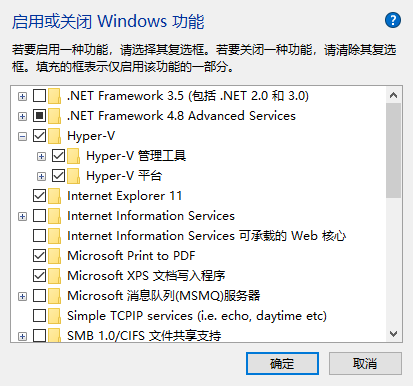 启用或关闭 Windows 功能
若要启用一种功能，请选择其复选框。若要关闭一种功能，请清除其复选
框。填充的框表示仅启用该功能的一部分。
.NET Framework 3.5 (包括 .NET 2.0 和 3.0)
.NET Framework 4.8 Advanced Services
Hyper-V
Hyper-V 管理工具
Hyper-V 平台
Internet Explorer 11
Internet Information Services
Internet Information Services 可承载的 Web 核心
Microsoft Print to PDF
Microsoft XPS 文档写入程序
Microsoft 消息队列(MSMQ)服务器
Simple TCPIP services (i.e. echo, daytime etc)
SMB 1.0/CIFS 文件共享支持
确定
取消